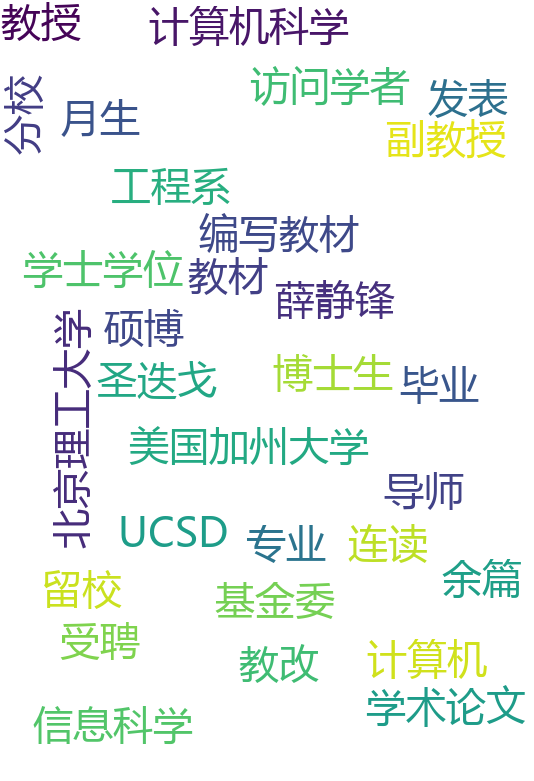 教授
计算机科学
访问学者
分校
月生
发表
副教授
工程系
编写教材
学士学位
教材
薛静锋
硕博
北京理工大学
圣迭戈
博士生
毕业
美国加州大学
导师
UCSD
专业
连读
余篇
留校
基金委
受聘
教改
计算机
学术论文
信息科学